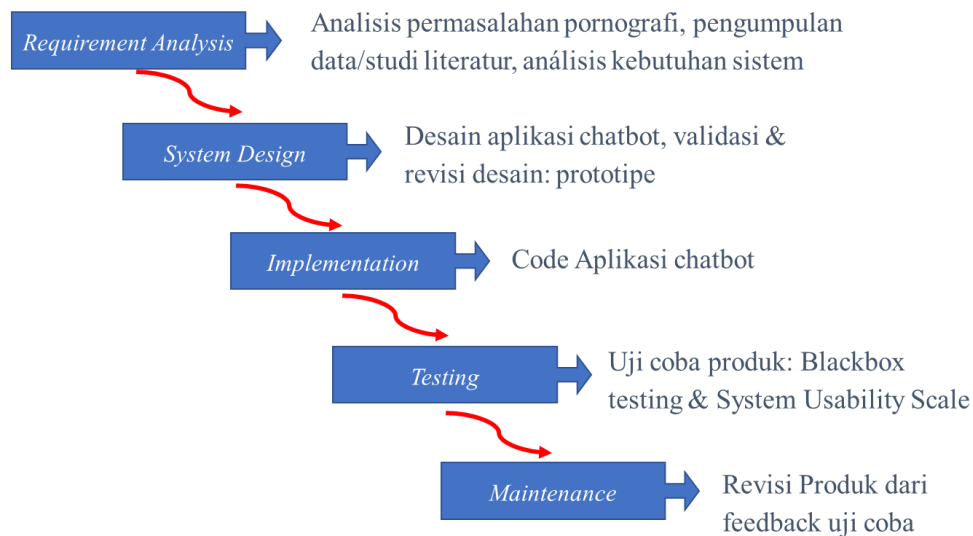 Requirement Analysis
Analisis permasalahan pornografi, pengumpulan
data/studi literatur, análisis kebutuhan sistem
System Design
Desain aplikasi chatbot, validasi &
revisi desain: prototipe
Implementation
Code Aplikasi chatbot
Testing
Uji coba produk: Blackbox
testing & System Usability Scale
Maintenance
Revisi Produk dari
feedback uji coba